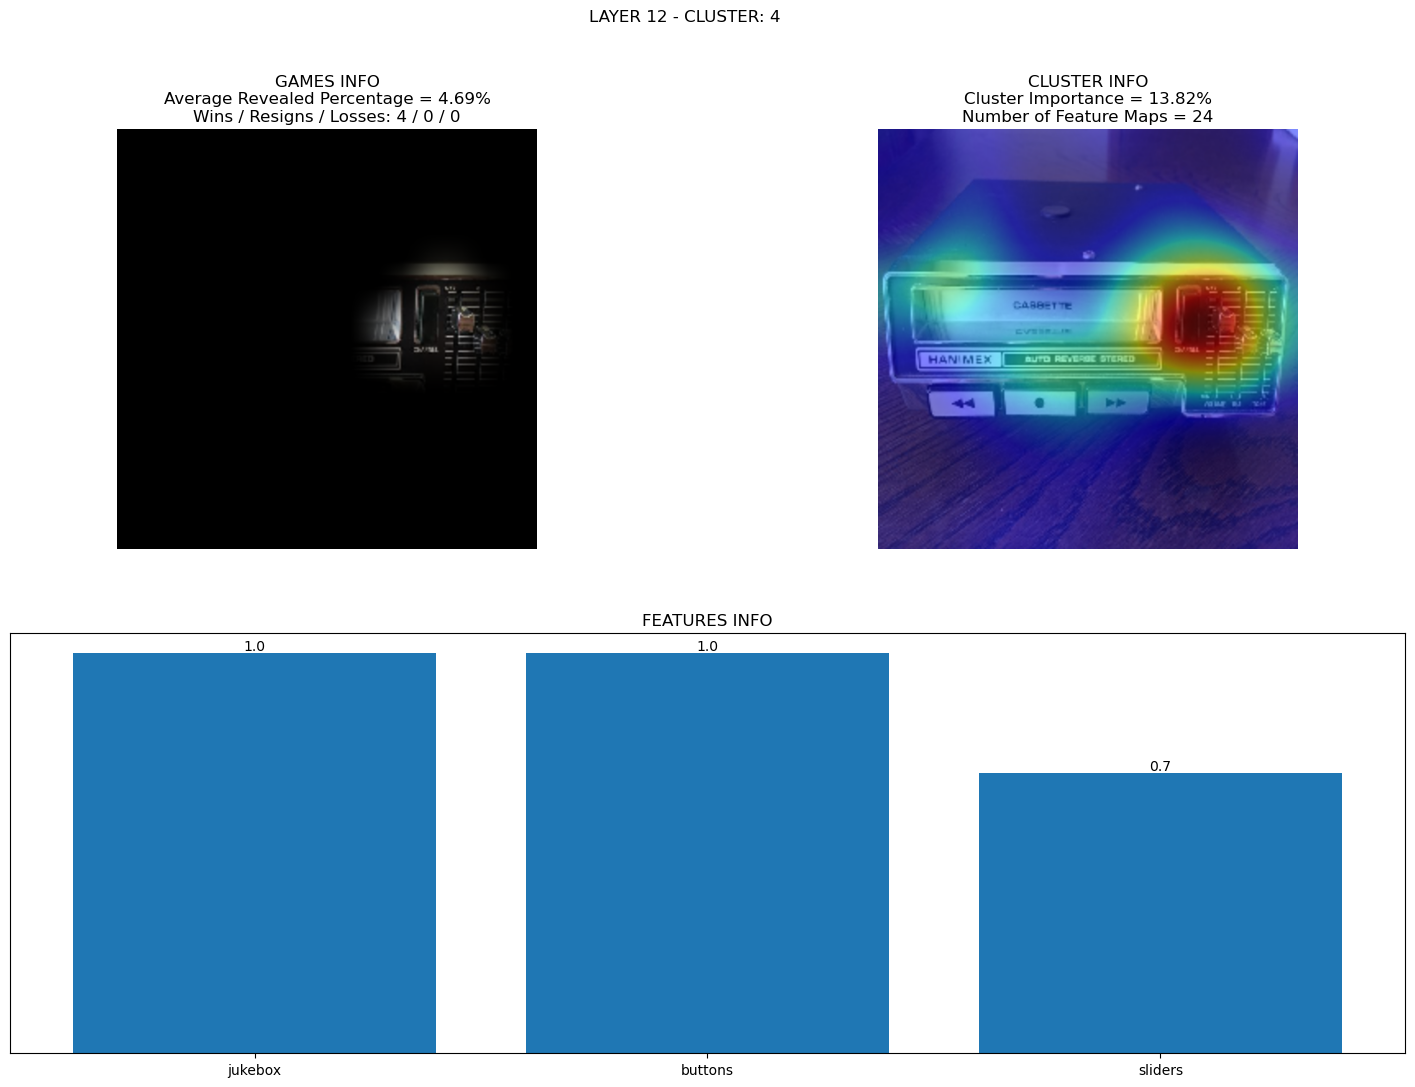 LAYER 12 - CLUSTER: 4
GAMES INFO
Average Revealed Percentage = 4.69%
Wins / Resigns / Losses: 4 / 0 / 0
CLUSTER INFO
Cluster Importance = 13.82%
Number of Feature Maps = 24
CASSETTE
HANIMEX
AUTO REVERSE STEREO
FEATURES INFO
1.0
1.0
0.7
jukebox
buttons
sliders